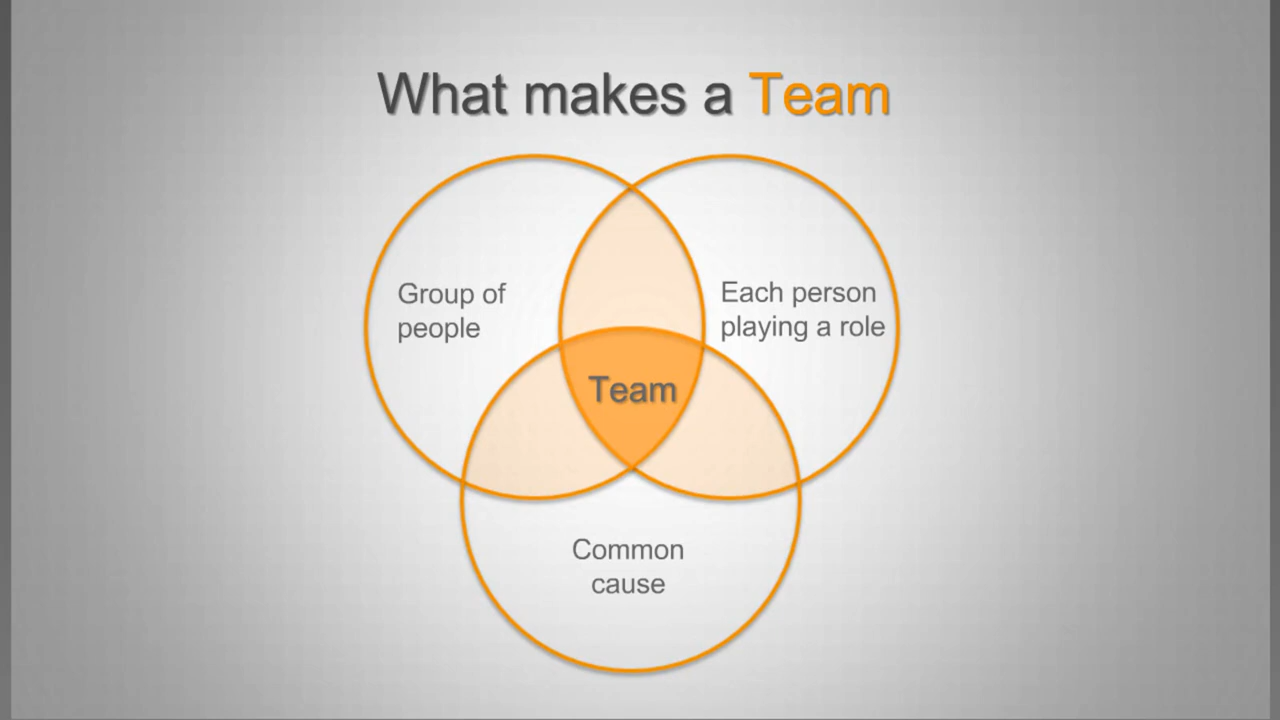 What makes a Team
Group of
people
Each person
playing a role
Team
Common
cause